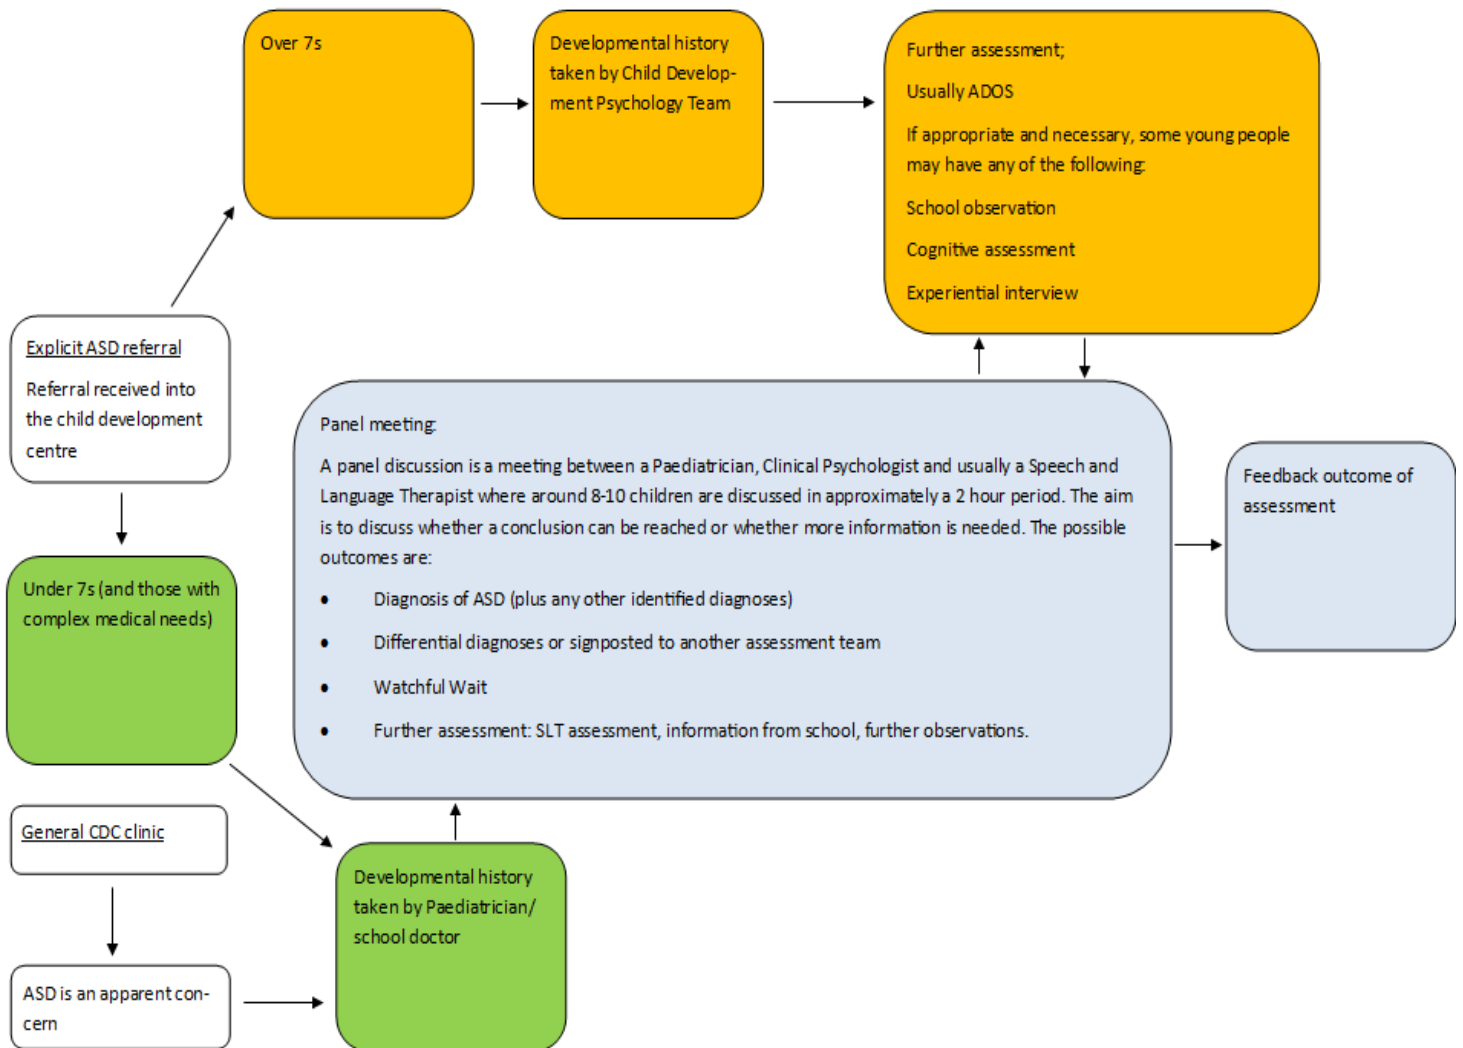 Over 7s
Developmental history
taken by Child Develop-
ment Psychology Team
Further assessment;
Usually ADOS
If appropriate and necessary, some young people
may have any of the following:
School observation
Cognitive assessment
Experiential interview
Explicit ASD referral
Referral received into
the child development
centre
Panel meeting:
A panel discussion is a meeting between a Paediatrician, Clinical Psychologist and usually a Speech and
Language Therapist where around 8-10 children are discussed in approximately a 2 hour period. The aim
is to discuss whether a conclusion can be reached or whether more information is needed. The possible
outcomes are:
• Diagnosis of ASD (plus any other identified diagnoses)
• Differential diagnoses or signposted to another assessment team
• Watchful Wait
• Further assessment: SLT assessment, information from school, further observations.
Feedback outcome of
assessment
Under 7s (and those with
complex medical needs)
General CDC clinic
Developmental history
taken by Paediatrician/
school doctor
ASD is an apparent con-
cern